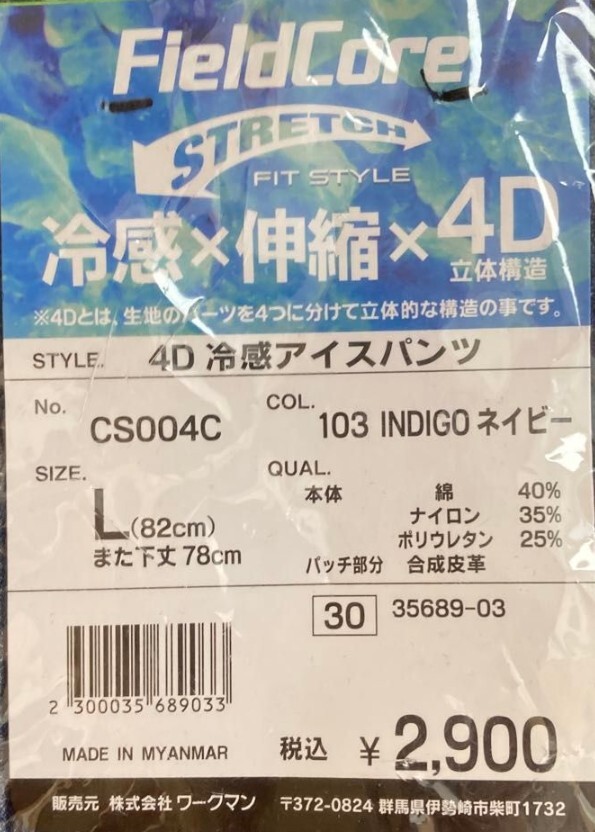 FieldCore
STRETCH
FIT STYLE
冷感×伸縮×4D
立体構造
※4Dとは、生地のパーツを4つに分けて立体的な構造の事です。
STYLE. 4D 冷感アイスパンツ
No. CS004C
COL. 103 INDIGO ネイビー
SIZE. L(82cm)
また下丈 78cm
QUAL.
本体 綿 40%
ナイロン 35%
ポリウレタン 25%
パッチ部分 合成皮革
30 35689-03
2 300035 689033
MADE IN MYANMAR
税込 ¥2,900
販売元 株式会社 ワークマン 〒372-0824 群馬県伊勢崎市柴町1732